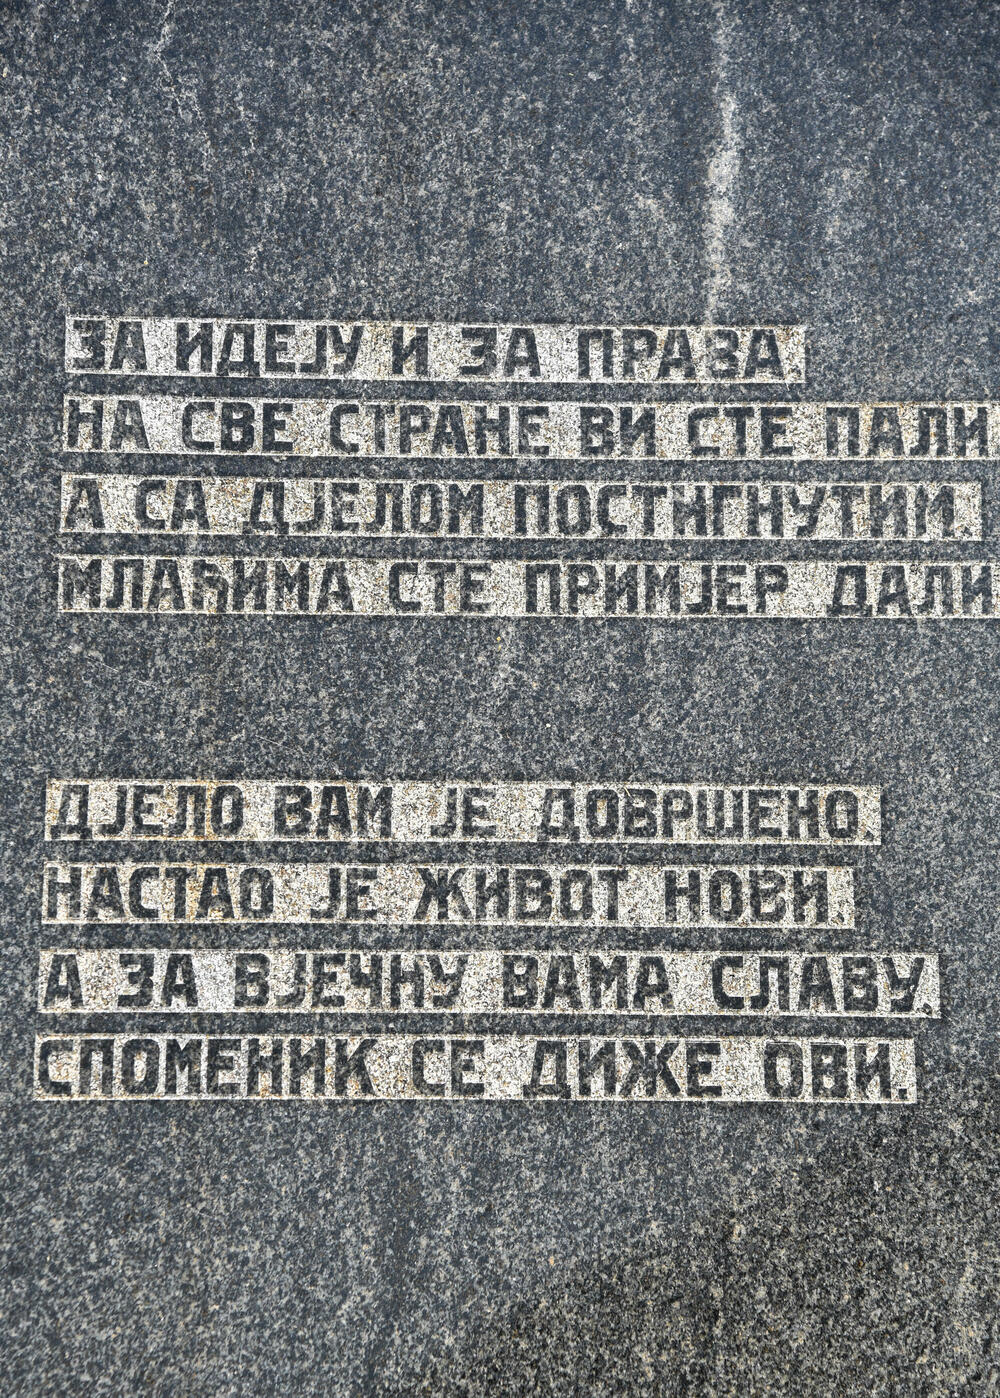 ЗА ИДЕЈУ И ЗА ПРАВА.
НА СВЕ СТРАНЕ ВИ СТЕ ПАЛИ
А СА ДЈЕЛОМ ПОСТИГНУТИМ.
МЛАЂИМА СТЕ ПРИМЈЕР ДАЛИ
ДЈЕЛО ВАМ ЈЕ ДОВРШЕНО.
НАСТАО ЈЕ ЖИВОТ НОВИ.
А ЗА ВЈЕЧНУ ВАМА СЛАВУ.
СПОМЕНИК СЕ ДИЖЕ ОВИ.